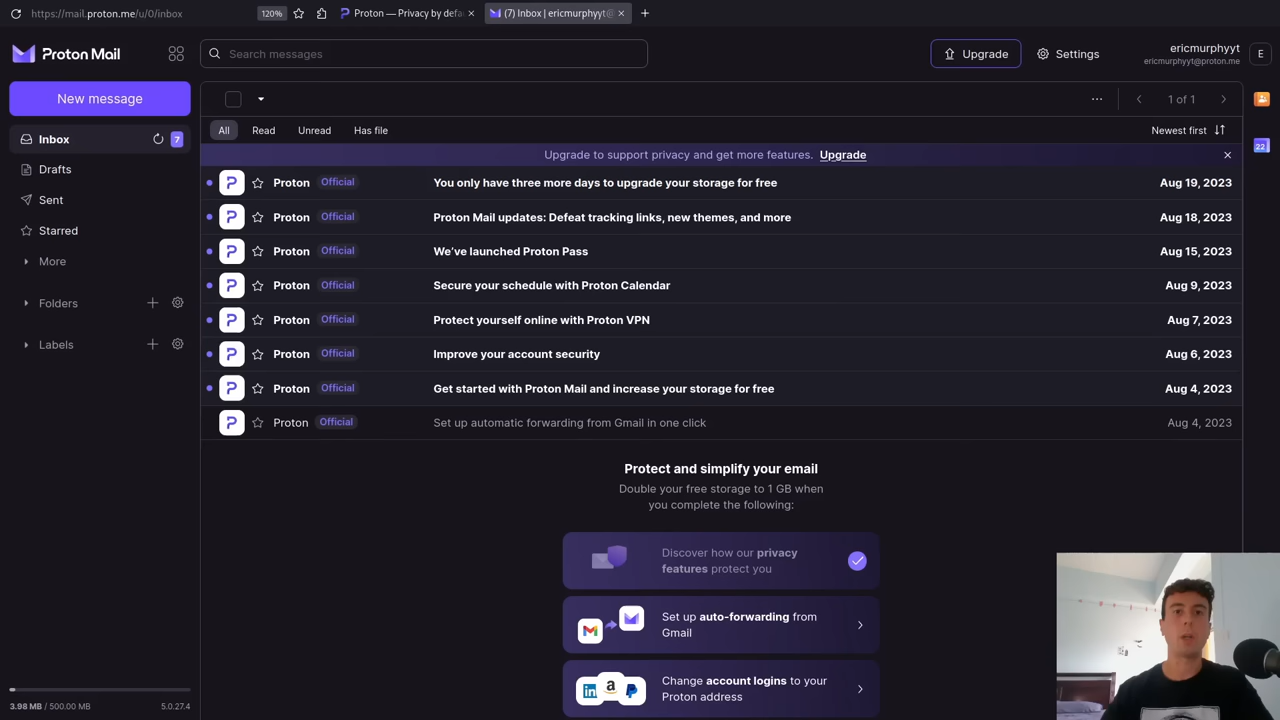 https://mail.proton.me/u/0/inbox
120%
Proton — Privacy by defa
(7) Inbox | ericmurphyyt@
Proton Mail
Search messages
Upgrade
Settings
ericmurphyyt
ericmurphyyt@proton.me
E
New message
1 of 1
Inbox
7
Drafts
Sent
Starred
More
Folders
Labels
All
Read
Unread
Has file
Newest first
22
Upgrade to support privacy and get more features. Upgrade
Proton Official You only have three more days to upgrade your storage for free Aug 19, 2023
Proton Official Proton Mail updates: Defeat tracking links, new themes, and more Aug 18, 2023
Proton Official We’ve launched Proton Pass Aug 15, 2023
Proton Official Secure your schedule with Proton Calendar Aug 9, 2023
Proton Official Protect yourself online with Proton VPN Aug 7, 2023
Proton Official Improve your account security Aug 6, 2023
Proton Official Get started with Proton Mail and increase your storage for free Aug 4, 2023
Proton Official Set up automatic forwarding from Gmail in one click Aug 4, 2023
Protect and simplify your email
Double your free storage to 1 GB when
you complete the following:
Discover how our privacy
features protect you
Set up auto-forwarding from
Gmail
Change account logins to your
Proton address
in
a
3.98 MB / 500.00 MB
5.0.27.4